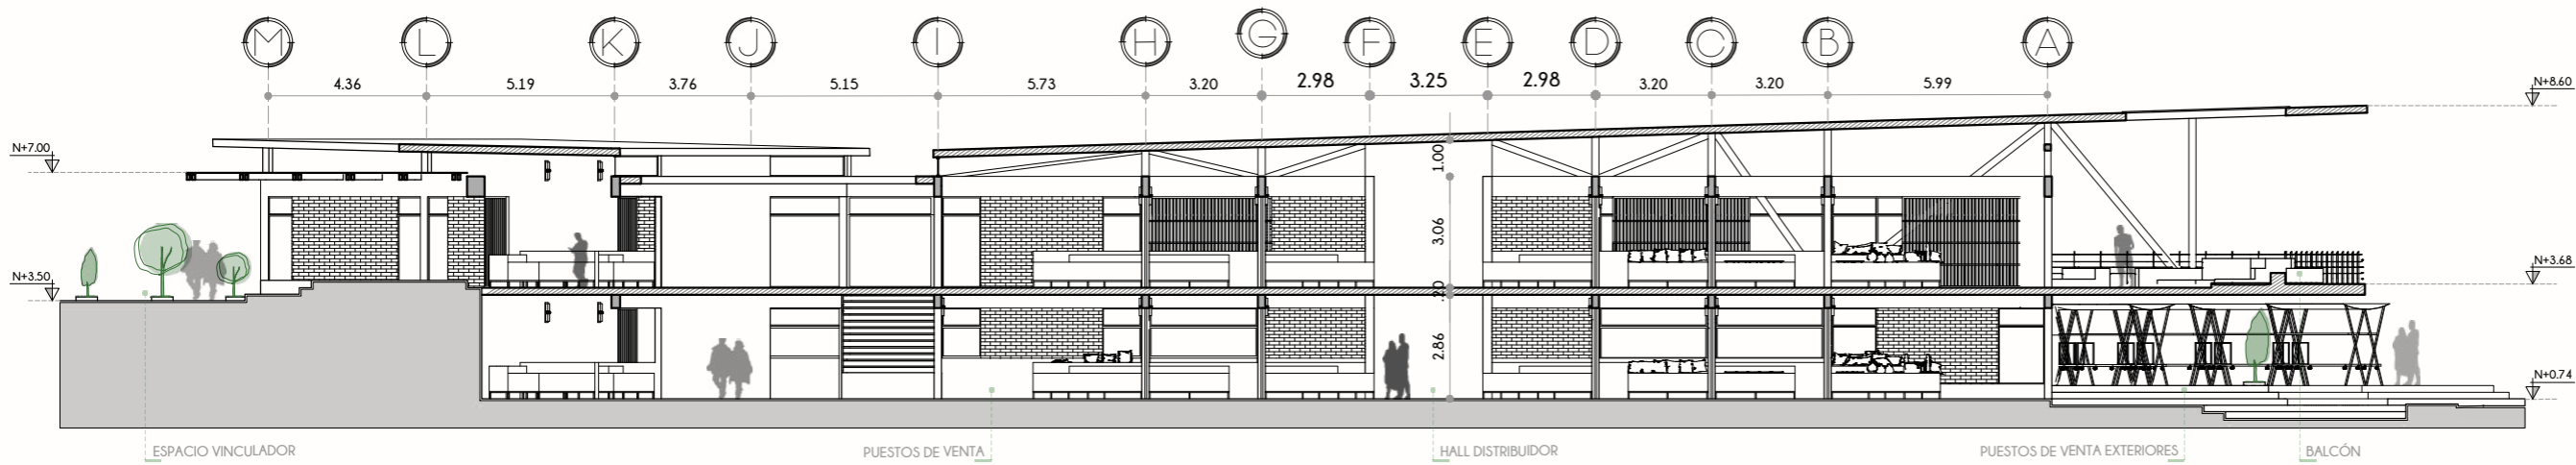 M L K J I H G F E D C B A
4.36 5.19 3.76 5.15 5.73 3.20 2.98 3.25 2.98 3.20 3.20 5.99
N+8.60
N+7.00
1.00
3.06
N+3.50
N+3.68
.20
2.86
N+0.74
ESPACIO VINCULADOR
PUESTOS DE VENTA
HALL DISTRIBUIDOR
PUESTOS DE VENTA EXTERIORES
BALCÓN